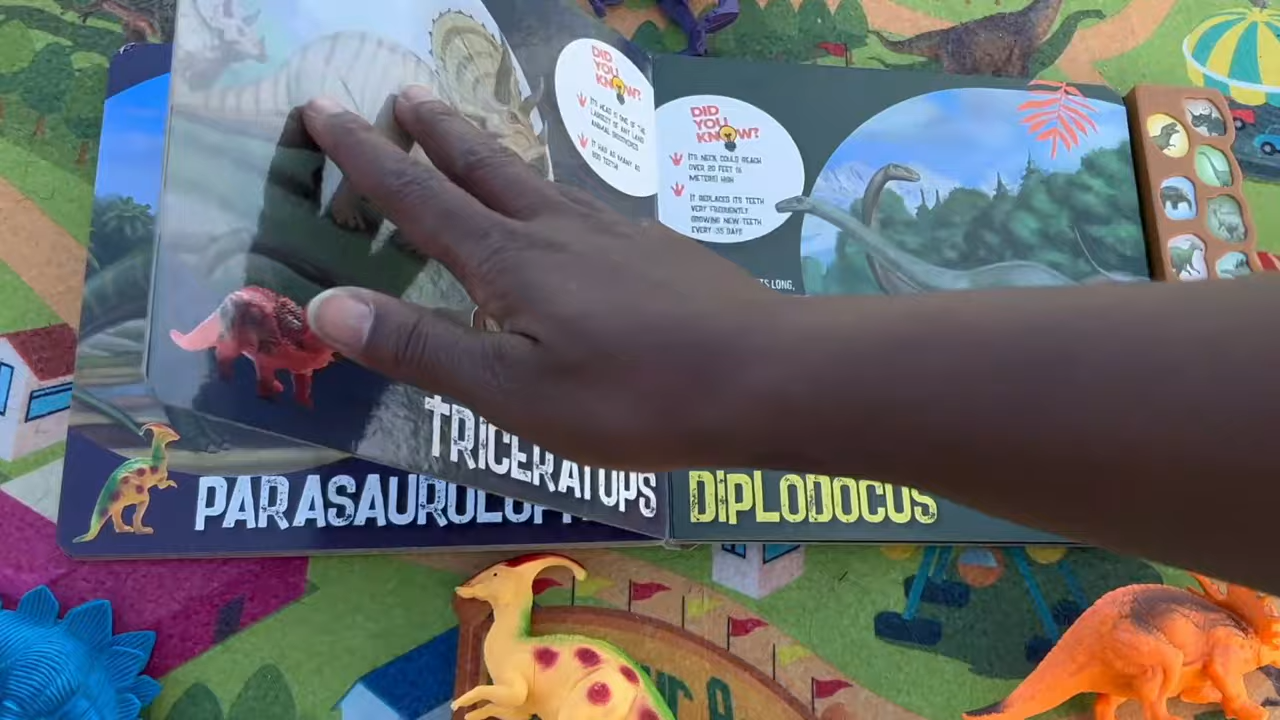 DID
YOU
KNOW?
ITS HEAD IS ONE OF THE
LARGEST OF ANY LAND
ANIMAL DISCOVERED
IT HAD AS MANY AS
800 TEETH
TRICERATOPS
PARASAUROLOPH
DID
YOU
KNOW?
ITS NECK COULD REACH
OVER 20 FEET (6
METERS) HIGH
IT REPLACED ITS TEETH
VERY FREQUENTLY
GROWING NEW TEETH
EVERY 35 DAYS
TS LONG,
DIPLODOCUS